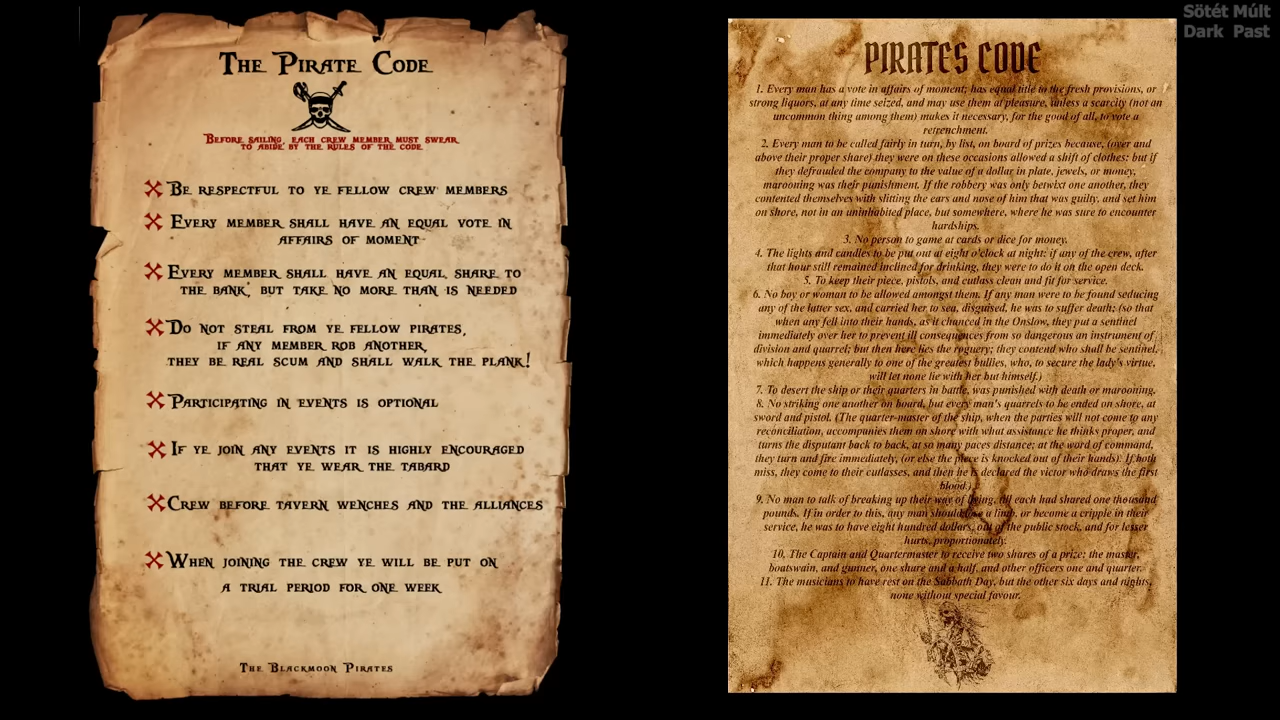 The Pirate Code
Before sailing, each crew member must swear
to abide by the rules of the code.
Be respectful to ye fellow crew members
Every member shall have an equal vote in
affairs of moment
Every member shall have an equal share to
the bank, but take no more than is needed
Do not steal from ye fellow pirates,
if any member rob another,
they be real scum and shall walk the plank!
Participating in events is optional
If ye join any events it is highly encouraged
that ye wear the tabard
Crew before tavern wenches and the alliances
When joining the crew ye will be put on
a trial period for one week
The Blackmoon Pirates
Sötét Múlt
Dark Past
PIRATES CODE
1. Every man has a vote in affairs of moment; has equal title to the fresh provisions, or
strong liquors, at any time seized, and may use them at pleasure, unless a scarcity (not an
uncommon thing among them) makes it necessary, for the good of all, to vote a
retrenchment.
2. Every man to be called fairly in turn, by list, on board of prizes because, (over and
above their proper share) they were on these occasions allowed a shift of clothes: but if
they defrauded the company to the value of a dollar in plate, jewels, or money,
marooning was their punishment. If the robbery was only betwixt one another, they
contented themselves with slitting the ears and nose of him that was guilty, and set him
on shore, not in an uninhabited place, but somewhere, where he was sure to encounter
hardships.
3. No person to game at cards or dice for money.
4. The lights and candles to be put out at eight o'clock at night: if any of the crew, after
that hour still remained inclined for drinking, they were to do it on the open deck.
5. To keep their piece, pistols, and cutlass clean and fit for service.
6. No boy or woman to be allowed amongst them. If any man were to be found seducing
any of the latter sex, and carried her to sea, disguised, he was to suffer death; (so that
when any fell into their hands, as it chanced in the Onslow, they put a sentinel
immediately over her to prevent ill consequences from so dangerous an instrument of
division and quarrel; but then here lies the roguery; they contend who shall be sentinel,
which happens generally to one of the greatest bullies, who, to secure the lady's virtue,
will let none lie with her but himself.)
7. To desert the ship or their quarters in battle, was punished with death or marooning.
8. No striking one another on board, but every man's quarrels to be ended on shore, at
sword and pistol. (The quarter-master of the ship, when the parties will not come to any
reconciliation, accompanies them on shore with what assistance he thinks proper, and
turns the disputant back to back, at so many paces distance; at the word of command,
they turn and fire immediately, (or else the piece is knocked out of their hands). If both
miss, they come to their cutlasses, and then he is declared the victor who draws the first
blood.)
9. No man to talk of breaking up their way of living, till each had shared one thousand
pounds. If in order to this, any man should lose a limb, or become a cripple in their
service, he was to have eight hundred dollars, out of the public stock, and for lesser
hurts, proportionately.
10. The Captain and Quartermaster to receive two shares of a prize: the master,
boatswain, and gunner, one share and a half, and other officers one and quarter.
11. The musicians to have rest on the Sabbath Day, but the other six days and nights,
none without special favour.